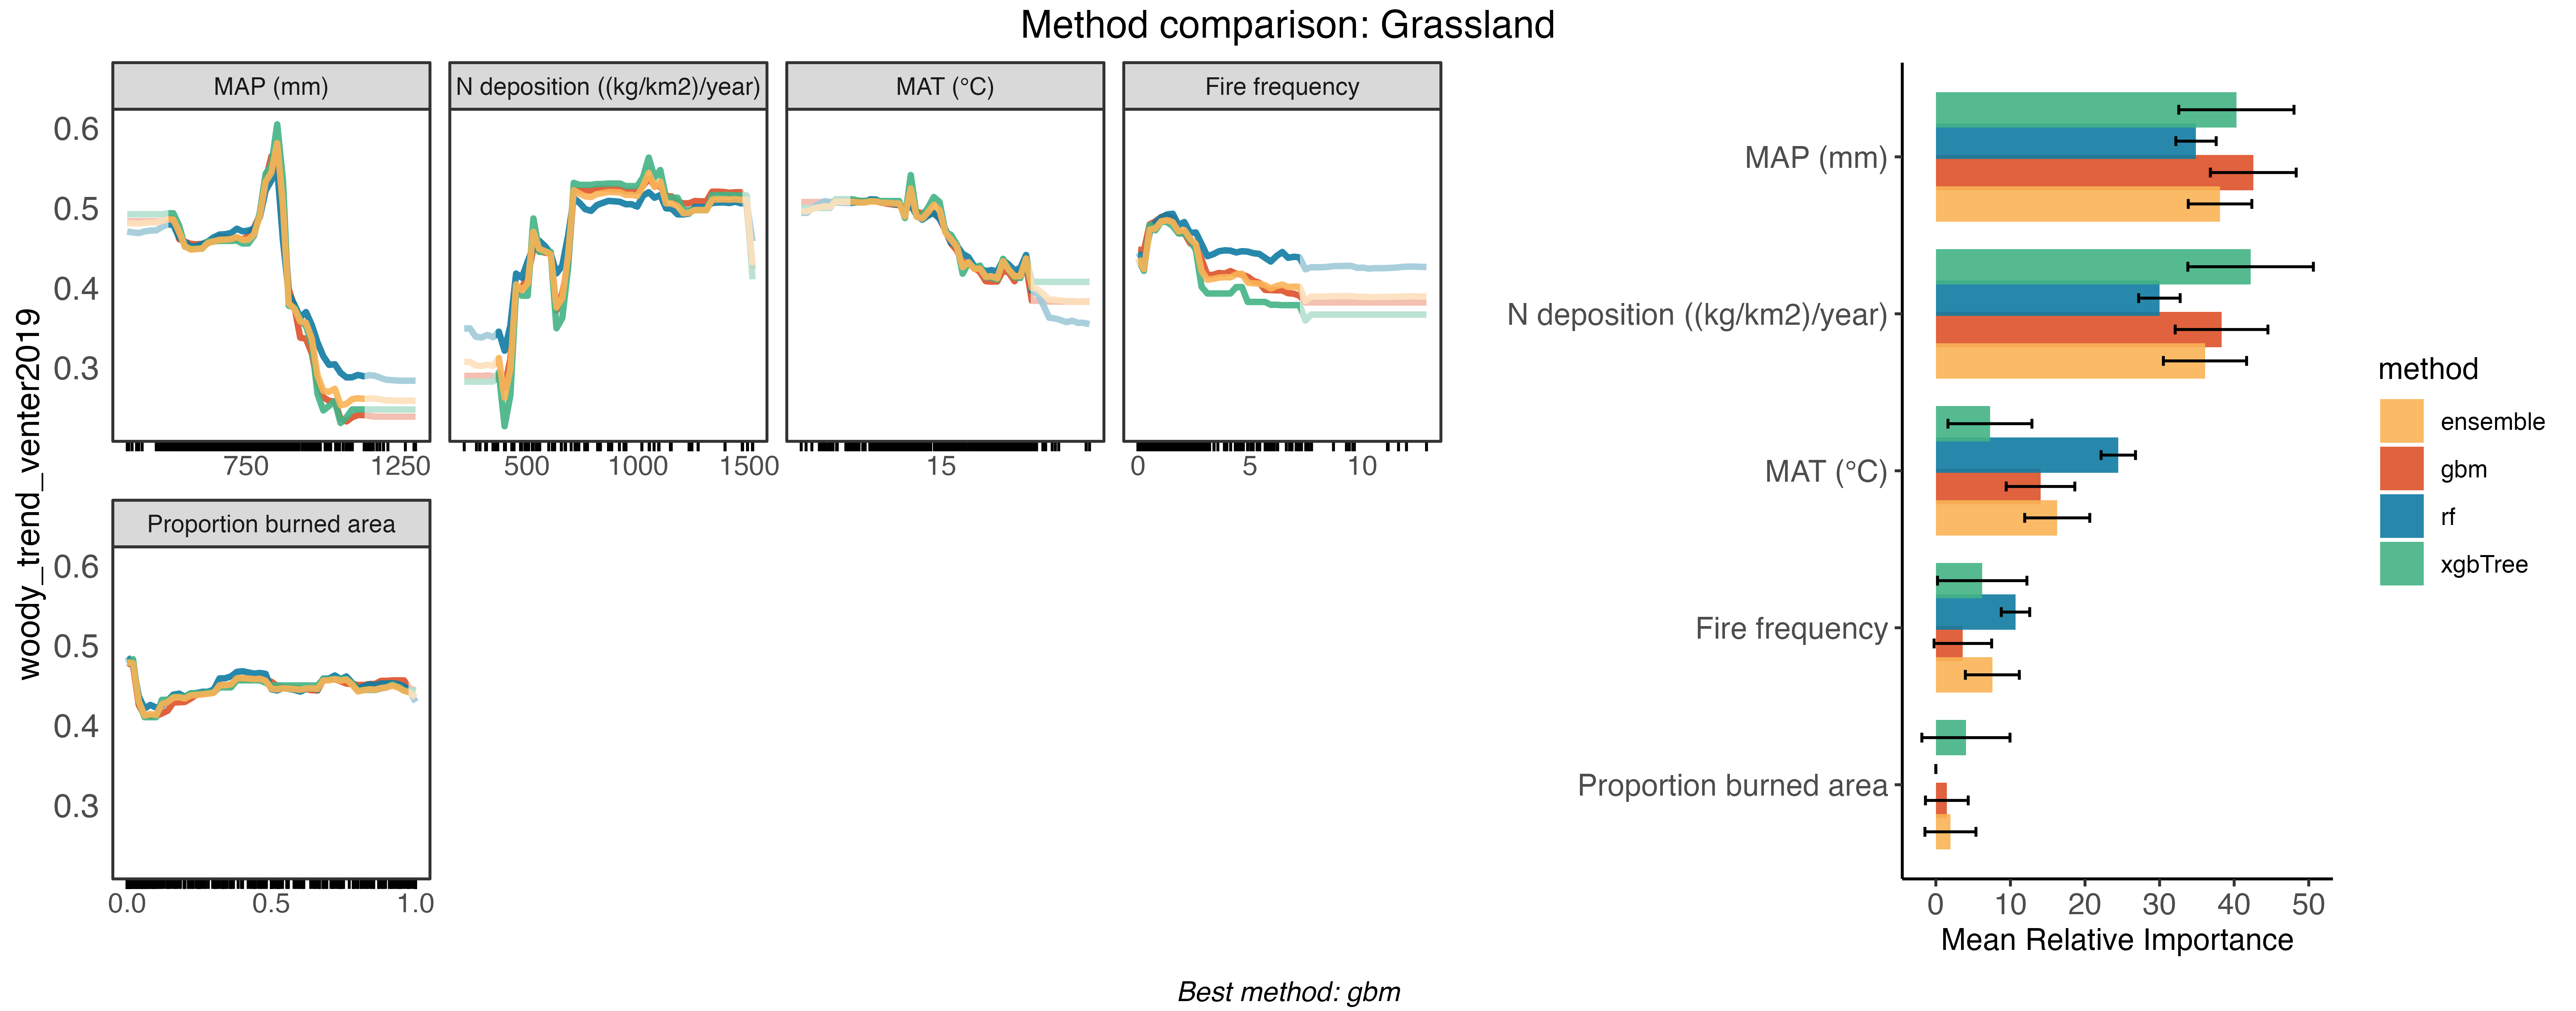 Method comparison: Grassland
MAP (mm)
N deposition ((kg/km2)/year)
MAT (°C)
Fire frequency
0.6
0.5
0.4
0.3
750
1250
500
1000
1500
15
0
5
10
Proportion burned area
0.6
0.5
0.4
0.3
0.0
0.5
1.0
woody_trend_venter2019
MAP (mm)
N deposition ((kg/km2)/year)
MAT (°C)
Fire frequency
Proportion burned area
0
10
20
30
40
50
Mean Relative Importance
method
ensemble
gbm
rf
xgbTree
Best method: gbm